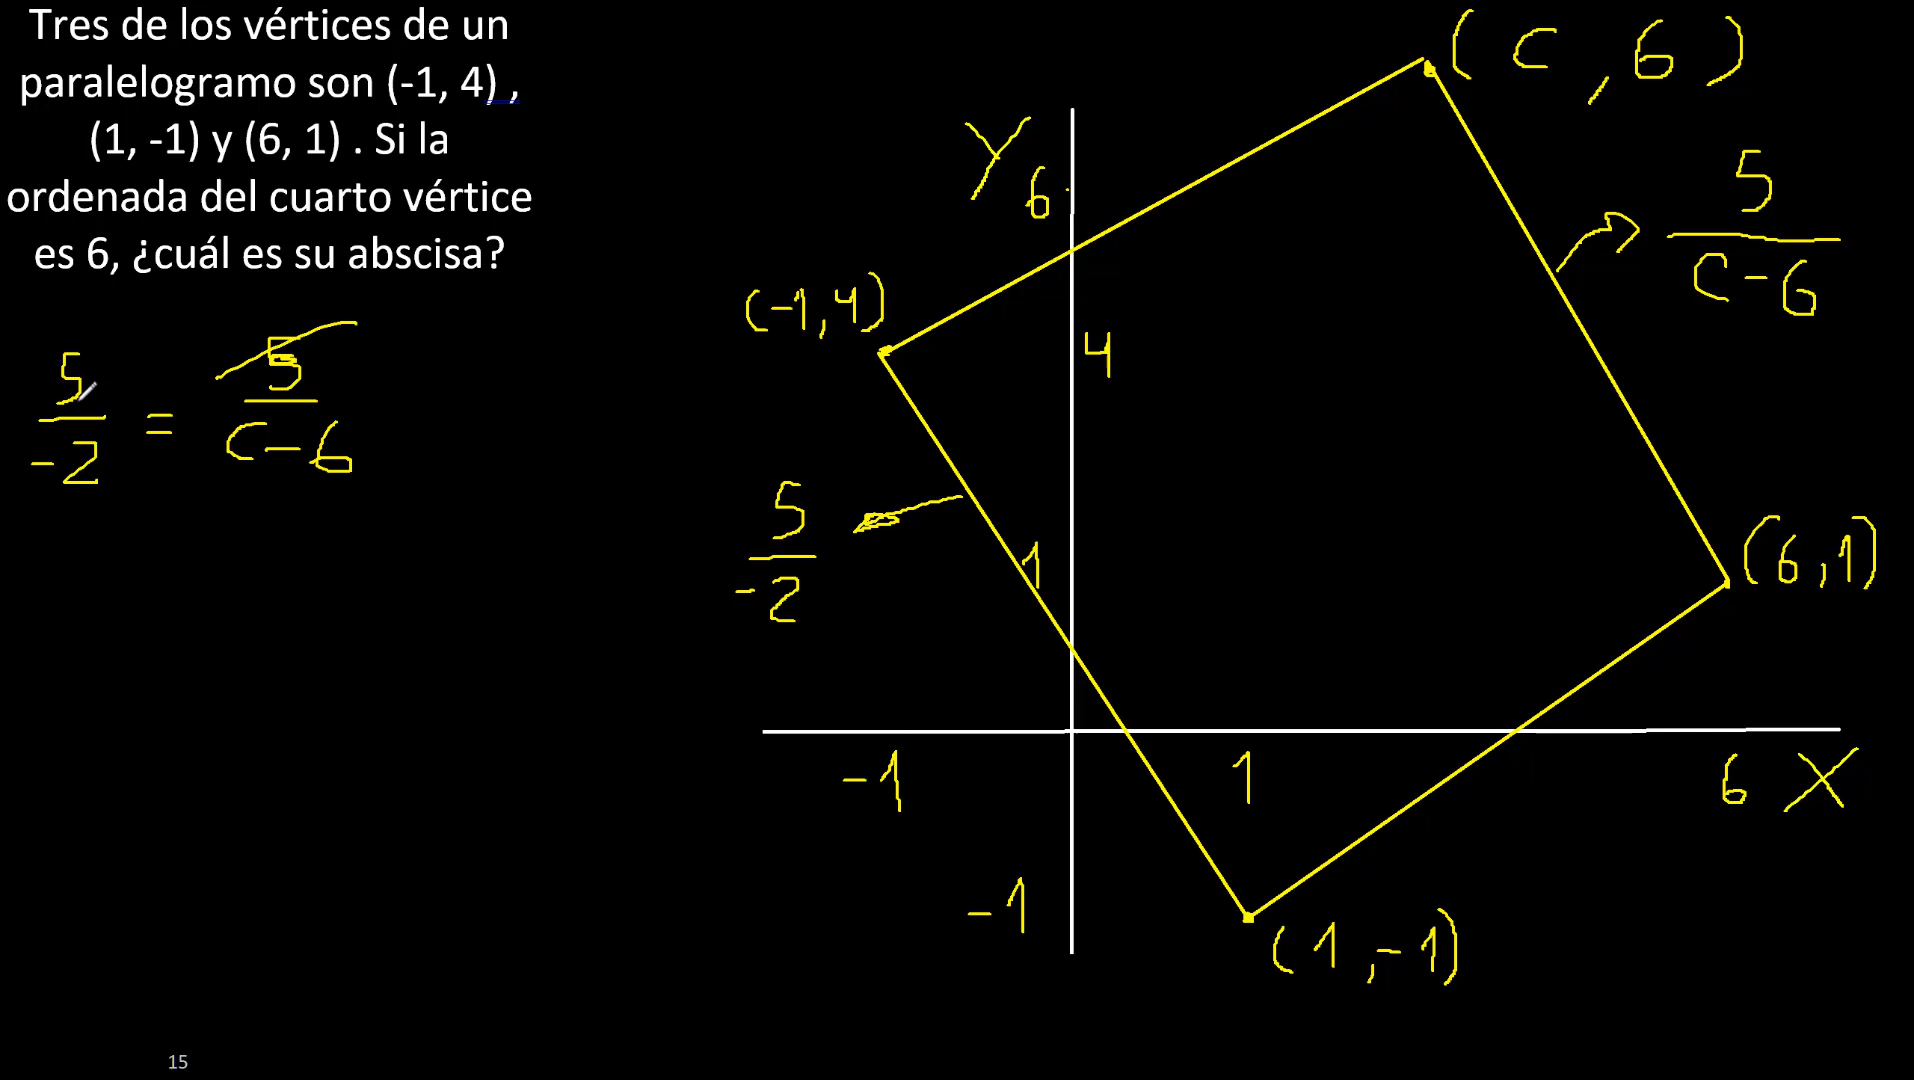 Tres de los vértices de un
paralelogramo son (-1, 4) ,
(1, -1) y (6, 1) . Si la
ordenada del cuarto vértice
es 6, ¿cuál es su abscisa?
5
-2
=
5
c-6
( c , 6 )
Y
6
5
c-6
(-1,4)
4
5
-2
1
(6,1)
-1
1
6
X
-1
(1,-1)
15